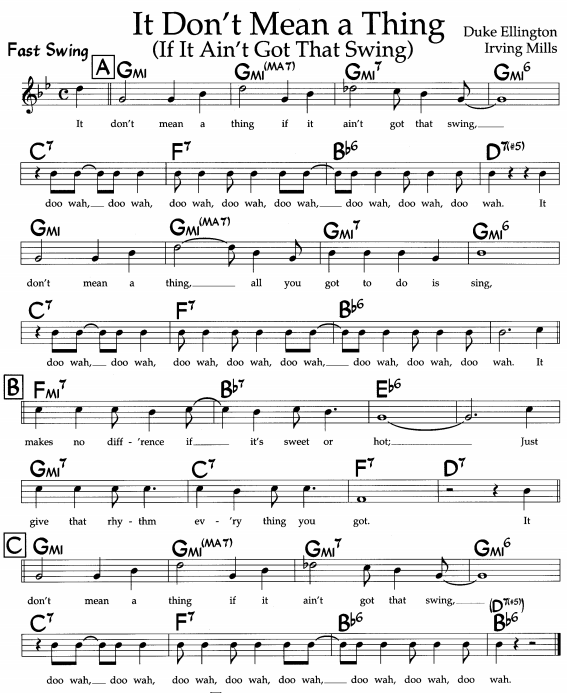 It Don't Mean a Thing
(If It Ain't Got That Swing)
Duke Ellington
Irving Mills
Fast Swing
A GMI GMI(MA7) GMI7 GMI6
It don't mean a thing if it ain't got that swing,
C7 F7 Bb6 D7(#5)
doo wah, doo wah, doo wah, doo wah, doo wah, doo wah, doo wah, doo wah. It
GMI GMI(MA7) GMI7 GMI6
don't mean a thing, all you got to do is sing,
C7 F7 Bb6
doo wah, doo wah, doo wah, doo wah, doo wah, doo wah, doo wah, doo wah. It
B FMI7 Bb7 Eb6
makes no diff-'rence if it's sweet or hot; Just
GMI7 C7 F7 D7
give that rhy-thm ev-'ry thing you got. It
C GMI GMI(MA7) GMI7 GMI6
don't mean a thing if it ain't got that swing,
C7 F7 Bb6 (D7(#5)) Bb6
doo wah, doo wah, doo wah, doo wah, doo wah, doo wah, doo wah, doo wah.